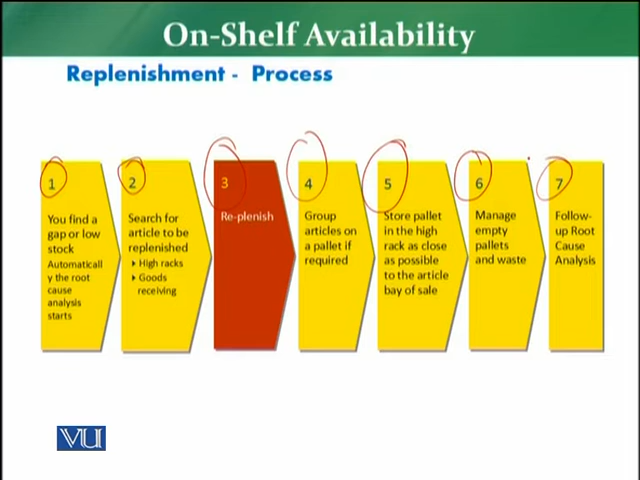 On-Shelf Availability
Replenishment - Process
1
You find a
gap or low
stock
Automaticall
y the root
cause
analysis
starts
2
Search for
article to be
replenished
High racks
Goods
receiving
3
Re-plenish
4
Group
articles on
a pallet if
required
5
Store pallet
in the high
rack as close
as possible
to the article
bay of sale
6
Manage
empty
pallets
and waste
7
Follow-
up Root
Cause
Analysis
VU